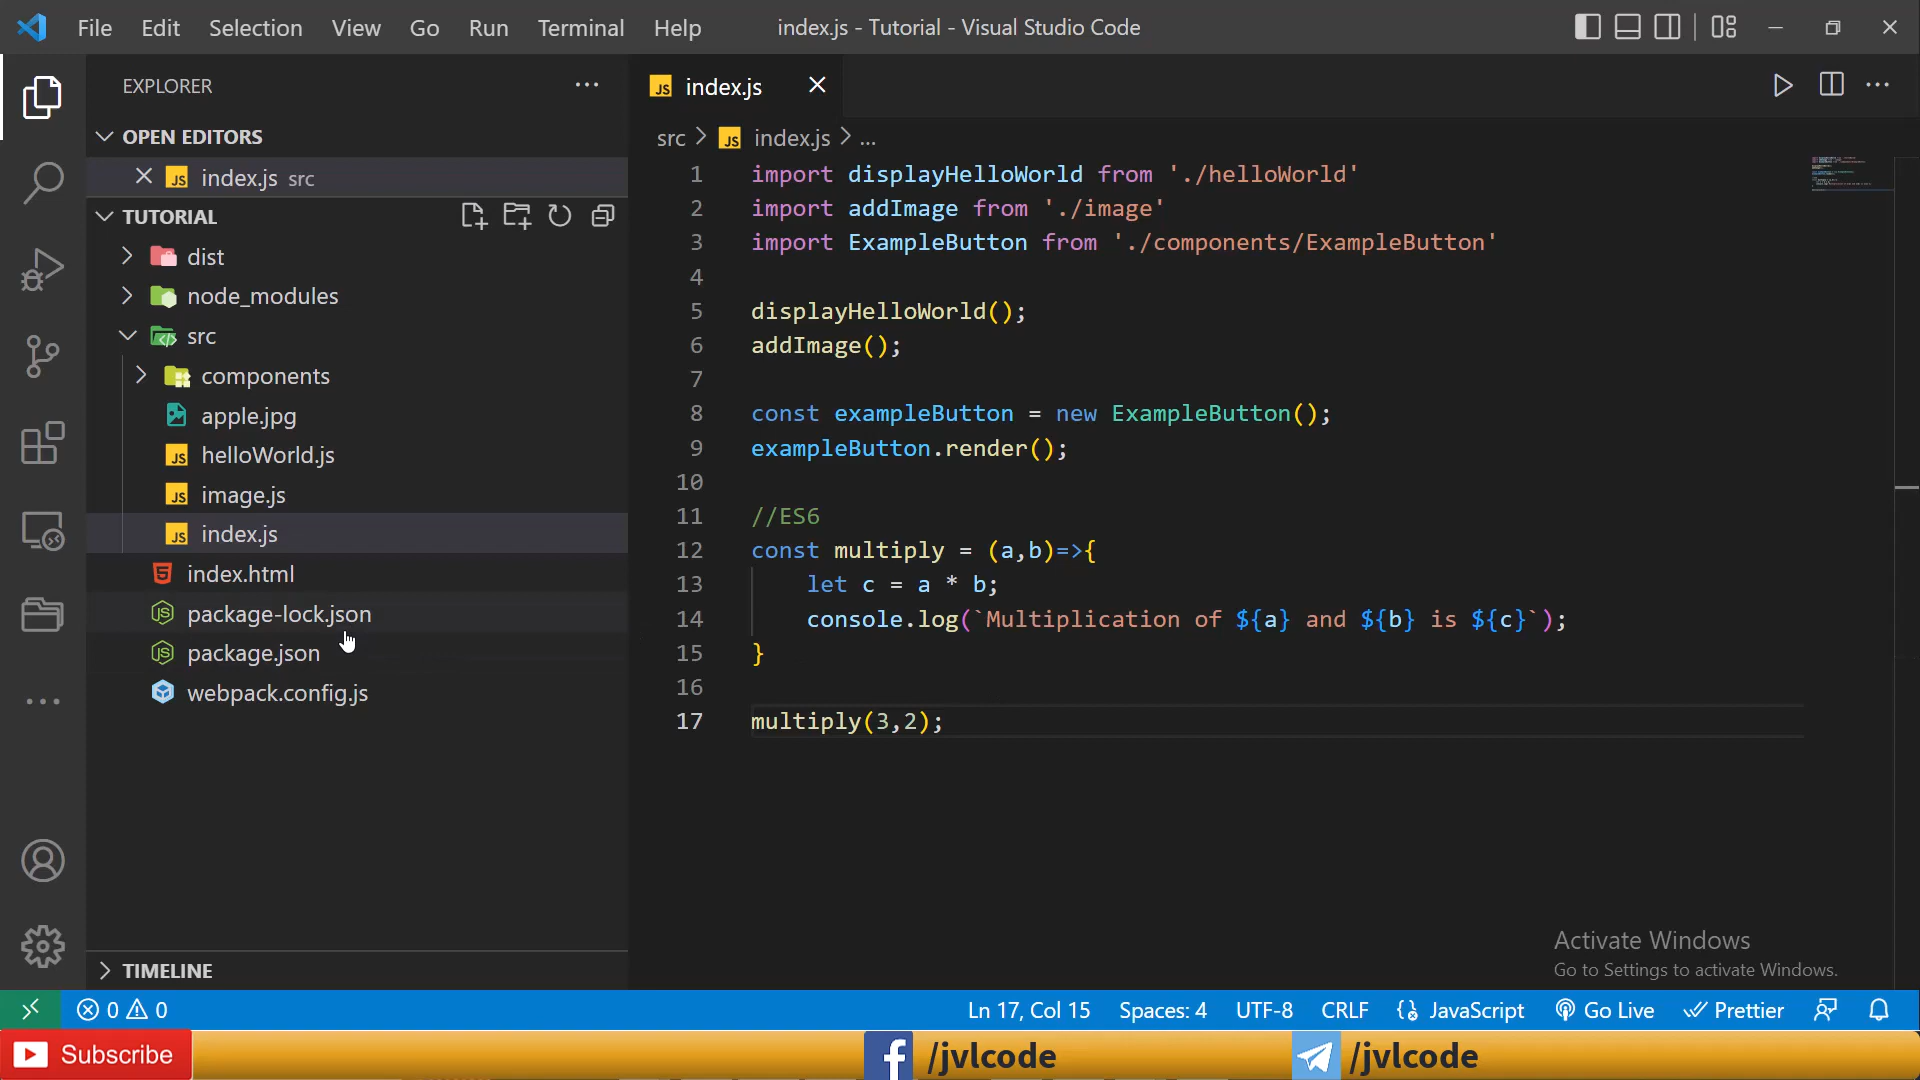 File Edit Selection View Go Run Terminal Help
index.js - Tutorial - Visual Studio Code
EXPLORER
OPEN EDITORS
JS index.js src
TUTORIAL
dist
node_modules
src
components
apple.jpg
JS helloWorld.js
JS image.js
JS index.js
index.html
package-lock.json
package.json
webpack.config.js
TIMELINE
JS index.js
src > JS index.js > ...
1 import displayHelloWorld from './helloWorld'
2 import addImage from './image'
3 import ExampleButton from './components/ExampleButton'
4
5 displayHelloWorld();
6 addImage();
7
8 const exampleButton = new ExampleButton();
9 exampleButton.render();
10
11 //ES6
12 const multiply = (a,b)=>{
13 let c = a * b;
14 console.log(`Multiplication of ${a} and ${b} is ${c}`);
15 }
16
17 multiply(3,2);
Activate Windows
Go to Settings to activate Windows.
0 0
Ln 17, Col 15 Spaces: 4 UTF-8 CRLF {} JavaScript Go Live Prettier
Subscribe
f /jvlcode
/jvlcode